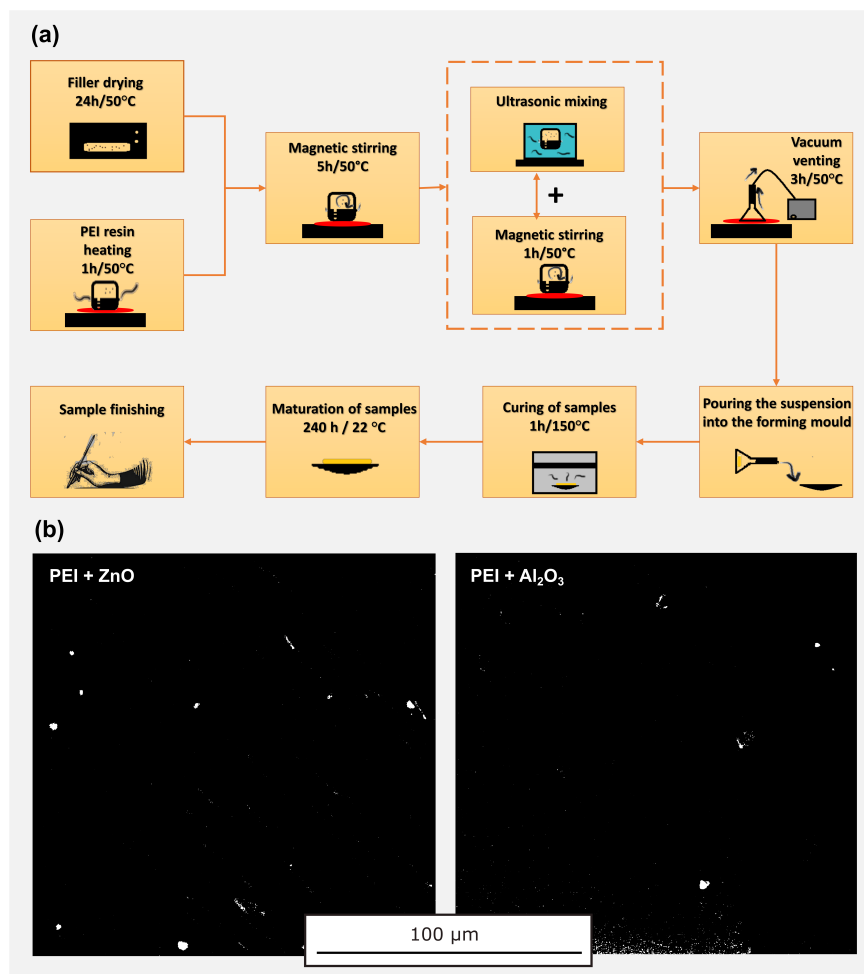 (a)
Filler drying
24h/50°C
PEI resin
heating
1h/50°C
Magnetic stirring
5h/50°C
Ultrasonic mixing
+
Magnetic stirring
1h/50°C
Vacuum
venting
3h/50°C
Pouring the suspension
into the forming mould
Curing of samples
1h/150°C
Maturation of samples
240 h / 22 °C
Sample finishing
(b)
PEI + ZnO
PEI + Al₂O₃
100 µm